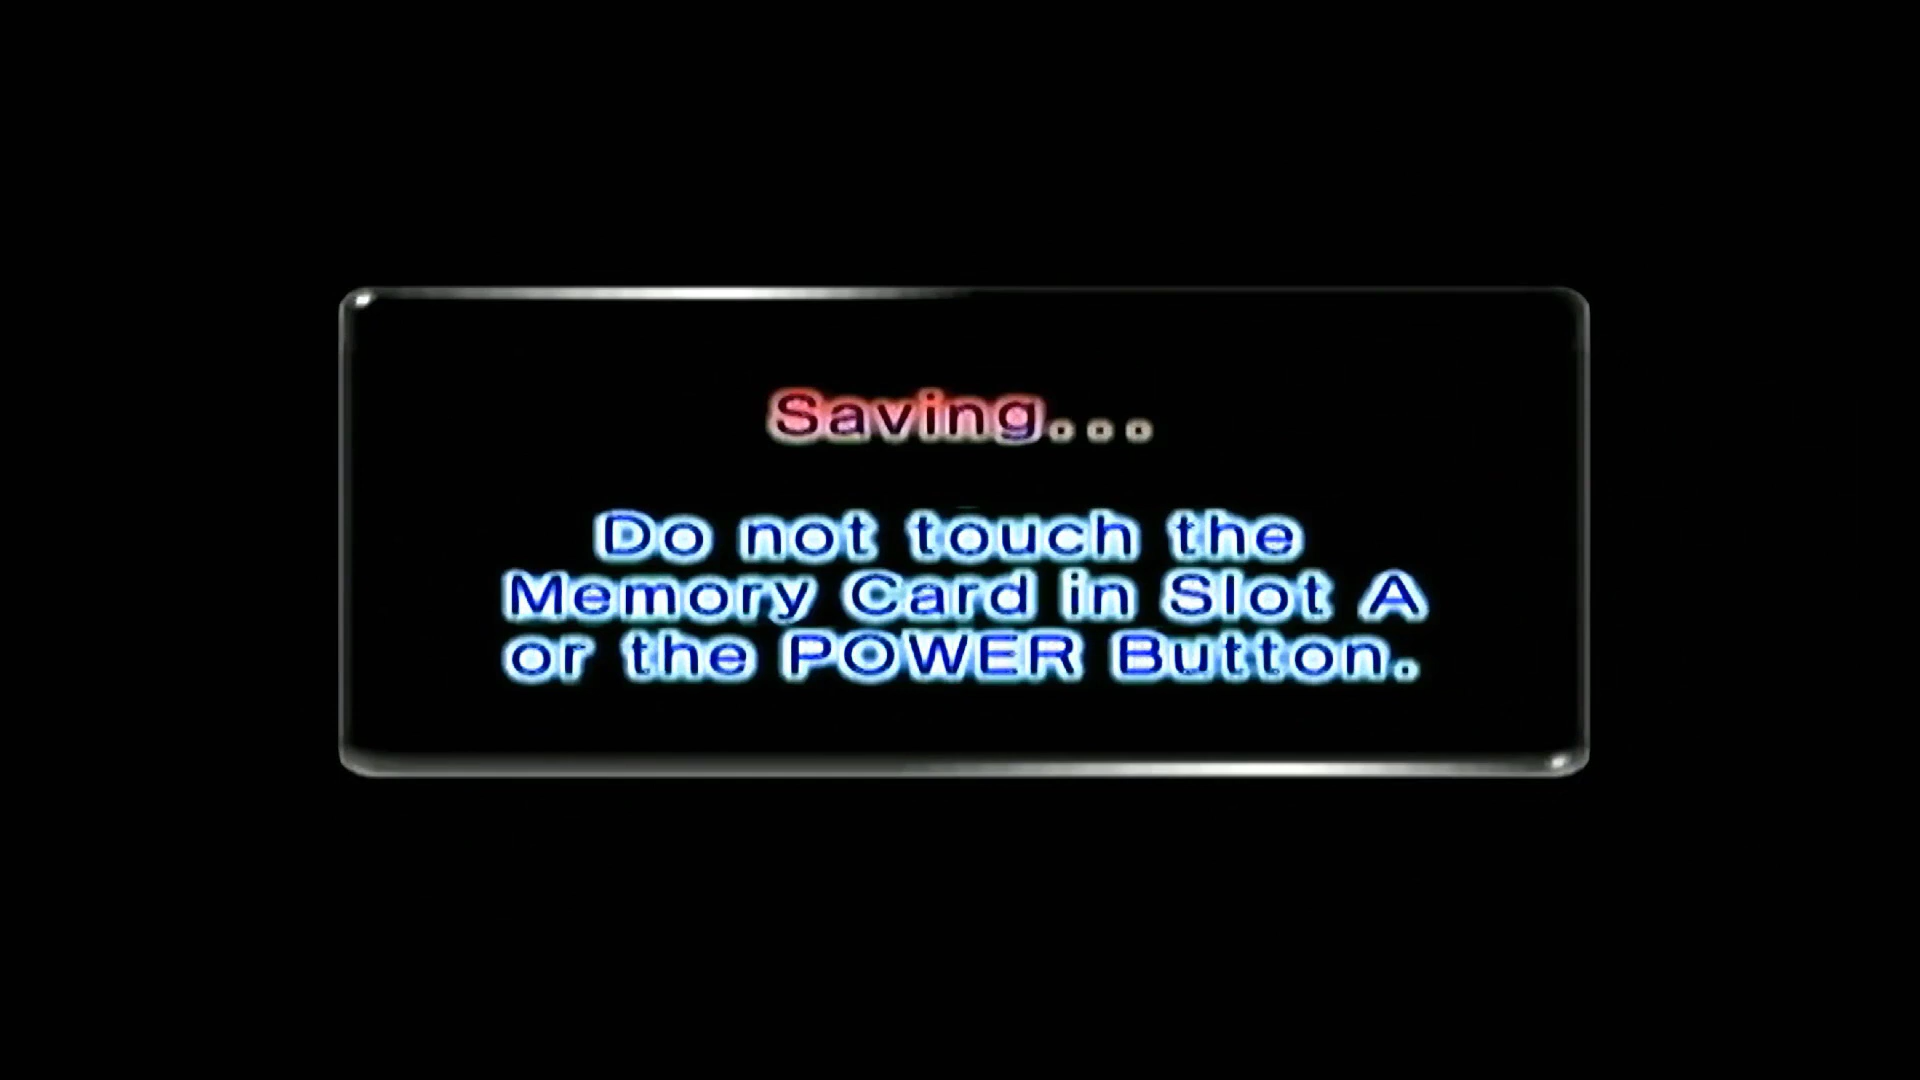 Saving...
Do not touch the
Memory Card in Slot A
or the POWER Button.